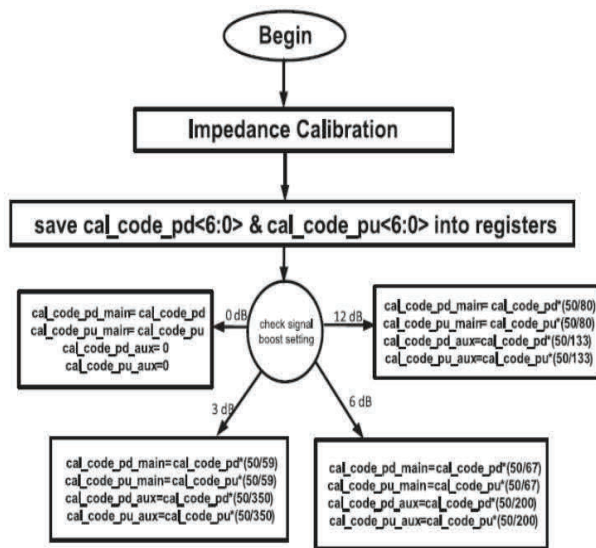 Begin
Impedance Calibration
save cal_code_pd<6:0> & cal_code_pu<6:0> into registers
cal_code_pd_main= cal_code_pd
cal_code_pu_main= cal_code_pu
cal_code_pd_aux= 0
cal_code_pu_aux=0
0 dB
check signal
boost setting
12 dB
cal_code_pd_main= cal_code_pd*(50/80)
cal_code_pu_main= cal_code_pu*(50/80)
cal_code_pd_aux=cal_code_pd*(50/133)
cal_code_pu_aux=cal_code_pu*(50/133)
3 dB
6 dB
cal_code_pd_main=cal_code_pd*(50/59)
cal_code_pu_main=cal_code_pu*(50/59)
cal_code_pd_aux=cal_code_pd*(50/350)
cal_code_pu_aux=cal_code_pu*(50/350)
cal_code_pd_main=cal_code_pd*(50/67)
cal_code_pu_main=cal_code_pu*(50/67)
cal_code_pd_aux=cal_code_pd*(50/200)
cal_code_pu_aux=cal_code_pu*(50/200)